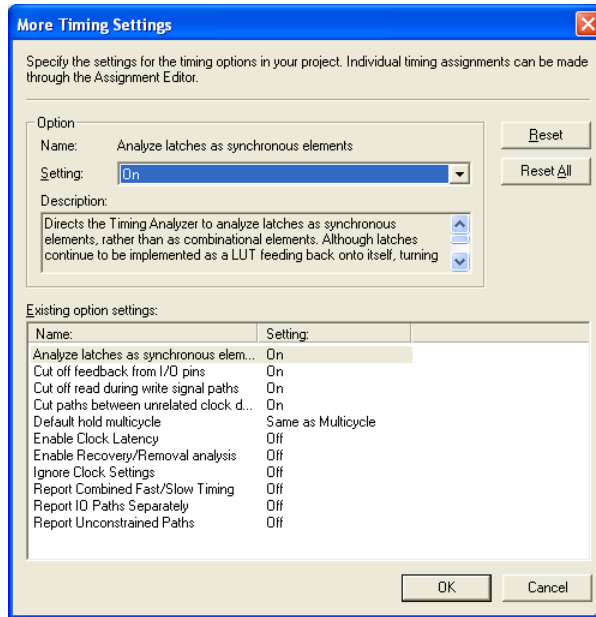 More Timing Settings
Specify the settings for the timing options in your project. Individual timing assignments can be made
through the Assignment Editor.
Option
Name: Analyze latches as synchronous elements
Reset
Setting: On
Reset All
Description:
Directs the Timing Analyzer to analyze latches as synchronous
elements, rather than as combinational elements. Although latches
continue to be implemented as a LUT feeding back onto itself, turning
Existing option settings:
Name: Setting:
Analyze latches as synchronous elem... On
Cut off feedback from I/O pins On
Cut off read during write signal paths On
Cut paths between unrelated clock d... On
Default hold multicycle Same as Multicycle
Enable Clock Latency Off
Enable Recovery/Removal analysis Off
Ignore Clock Settings Off
Report Combined Fast/Slow Timing Off
Report IO Paths Separately Off
Report Unconstrained Paths Off
OK Cancel